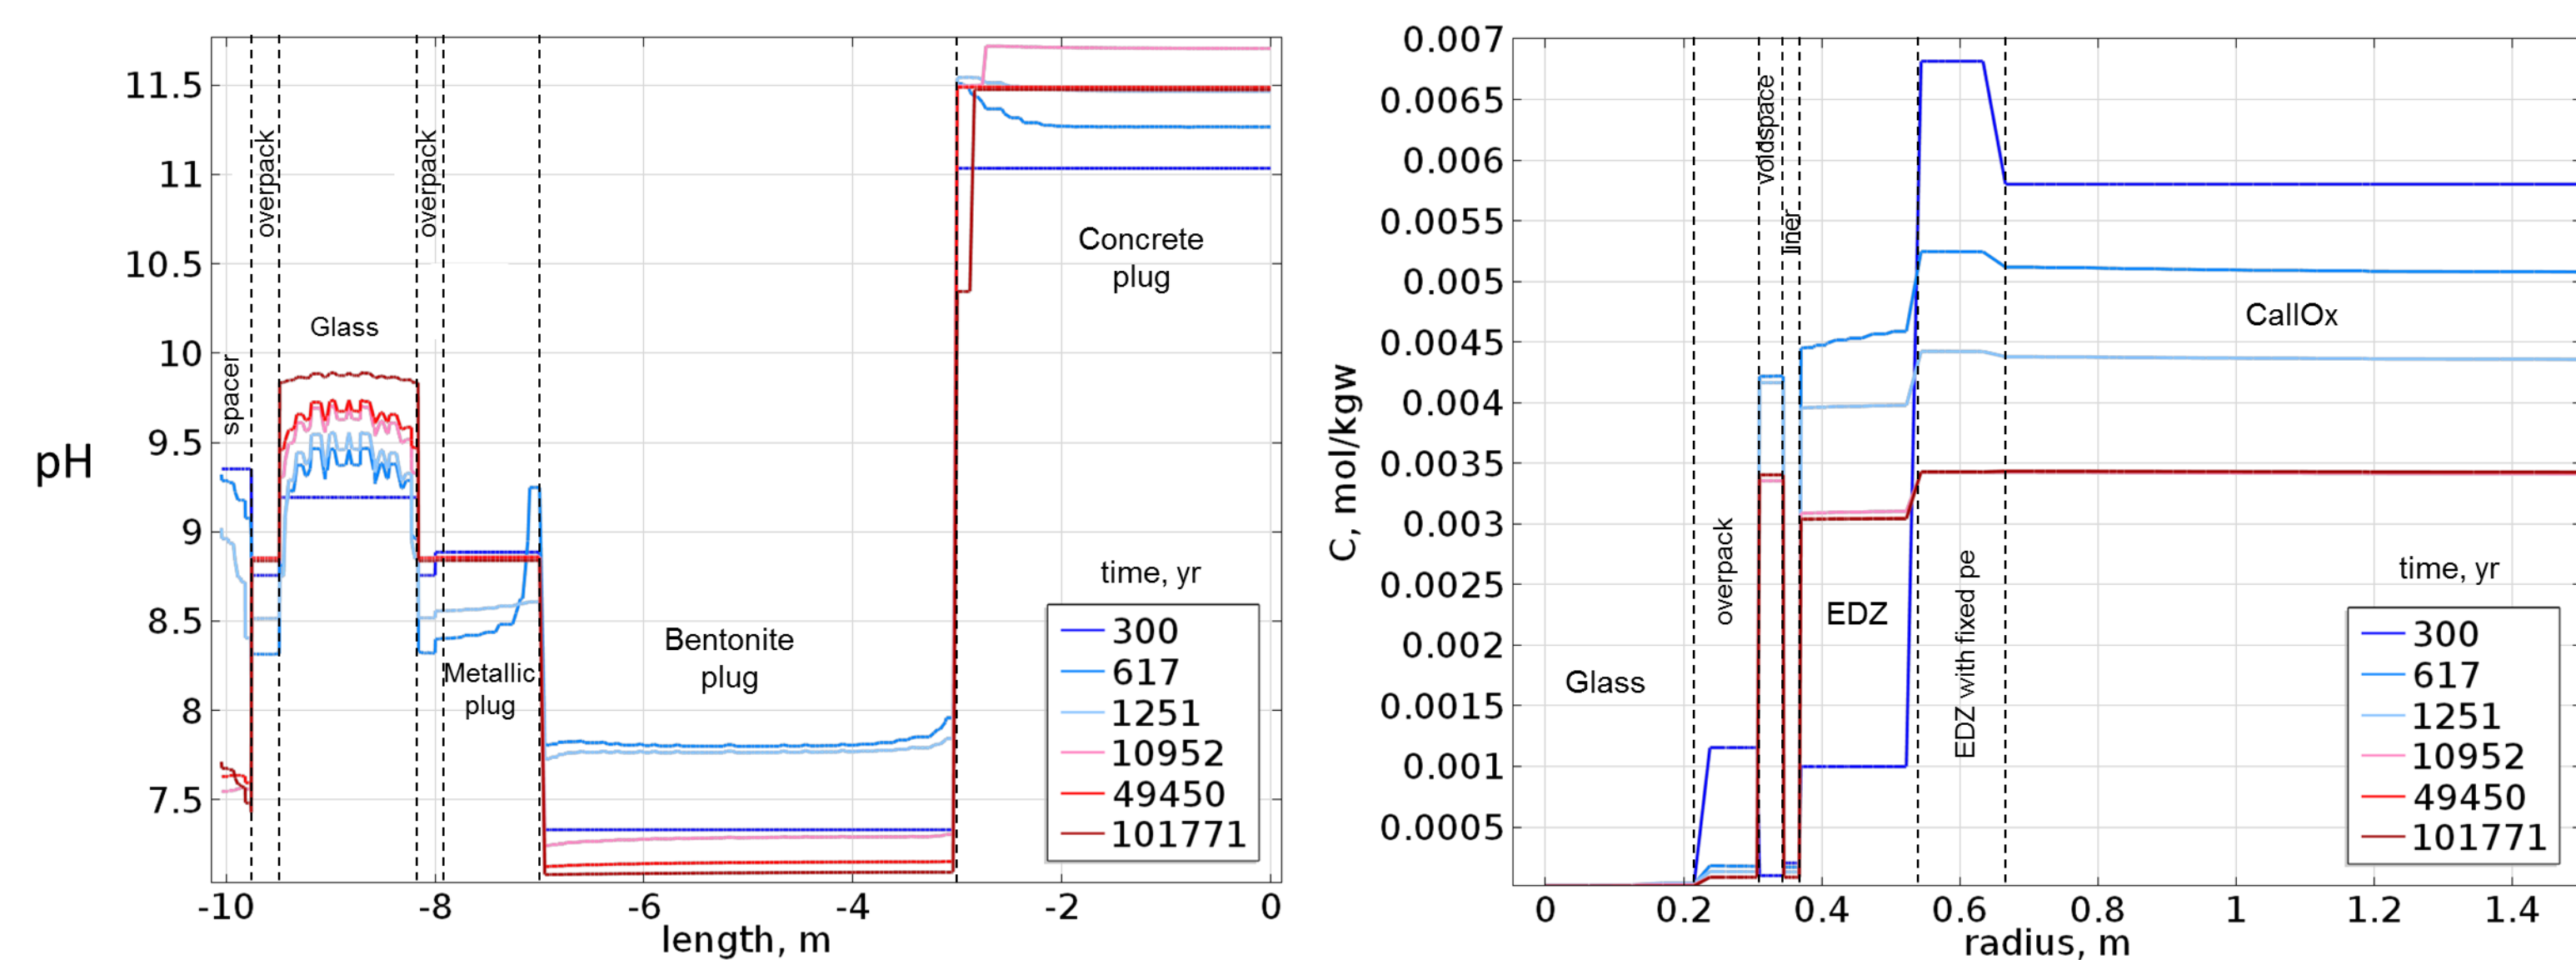 pH
11.5
11
10.5
10
9.5
9
8.5
8
7.5
-10
-8
-6
-4
-2
0
length, m
spacer
overpack
Glass
overpack
Metallic
plug
Bentonite
plug
Concrete
plug
time, yr
300
617
1251
10952
49450
101771
C, mol/kgw
0.007
0.0065
0.006
0.0055
0.005
0.0045
0.004
0.0035
0.003
0.0025
0.002
0.0015
0.001
0.0005
0
0.2
0.4
0.6
0.8
1
1.2
1.4
radius, m
Glass
overpack
voidspace
liner
EDZ
EDZ with fixed pe
CallOx
time, yr
300
617
1251
10952
49450
101771